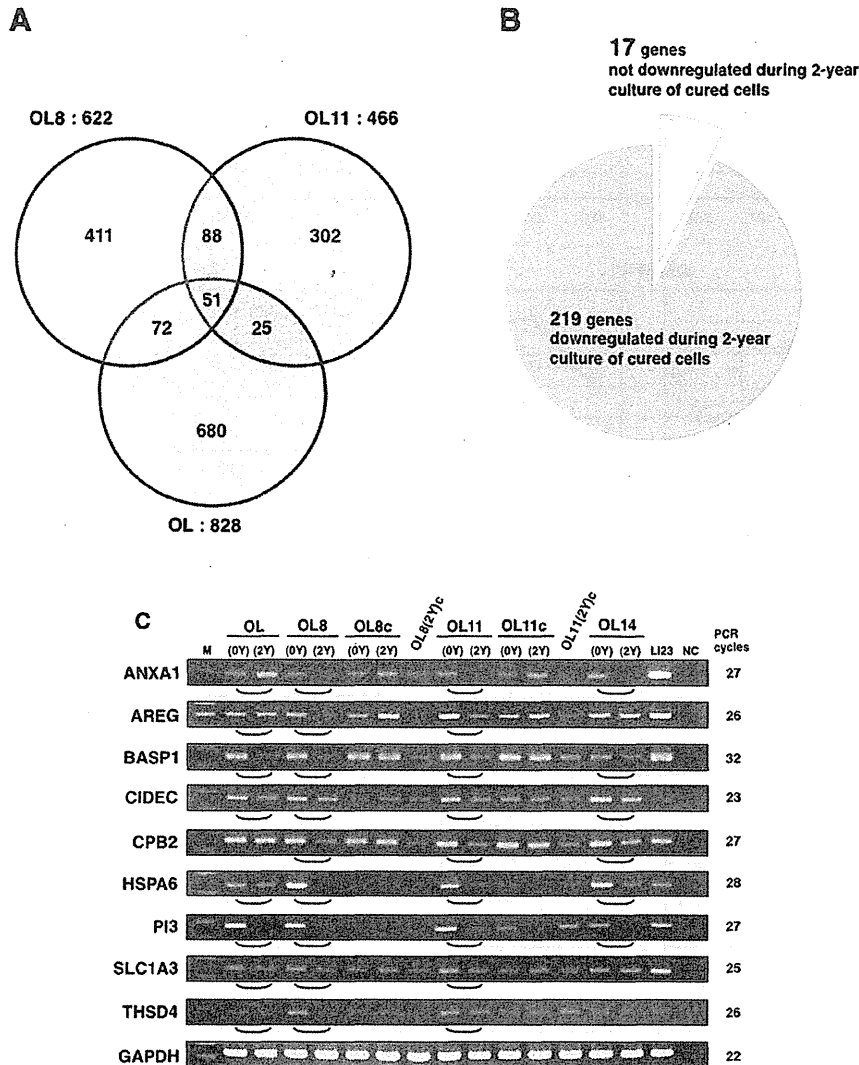 A
B
17 genes
not downregulated during 2-year
culture of cured cells
OL8 : 622
OL11 : 466
411
88
302
51
72
25
680
OL : 828
219 genes
downregulated during 2-year
culture of cured cells
C
OL OL8 OL8c OL8(2Y)c OL11 OL11c OL11(2Y)c OL14 PCR cycles
M (0Y) (2Y) (0Y) (2Y) (0Y) (2Y) (0Y) (2Y) (0Y) (2Y) (0Y) (2Y) LI23 NC
ANXA1 27
AREG 26
BASP1 32
CIDEC 23
CPB2 27
HSPA6 28
PI3 27
SLC1A3 25
THSD4 26
GAPDH 22